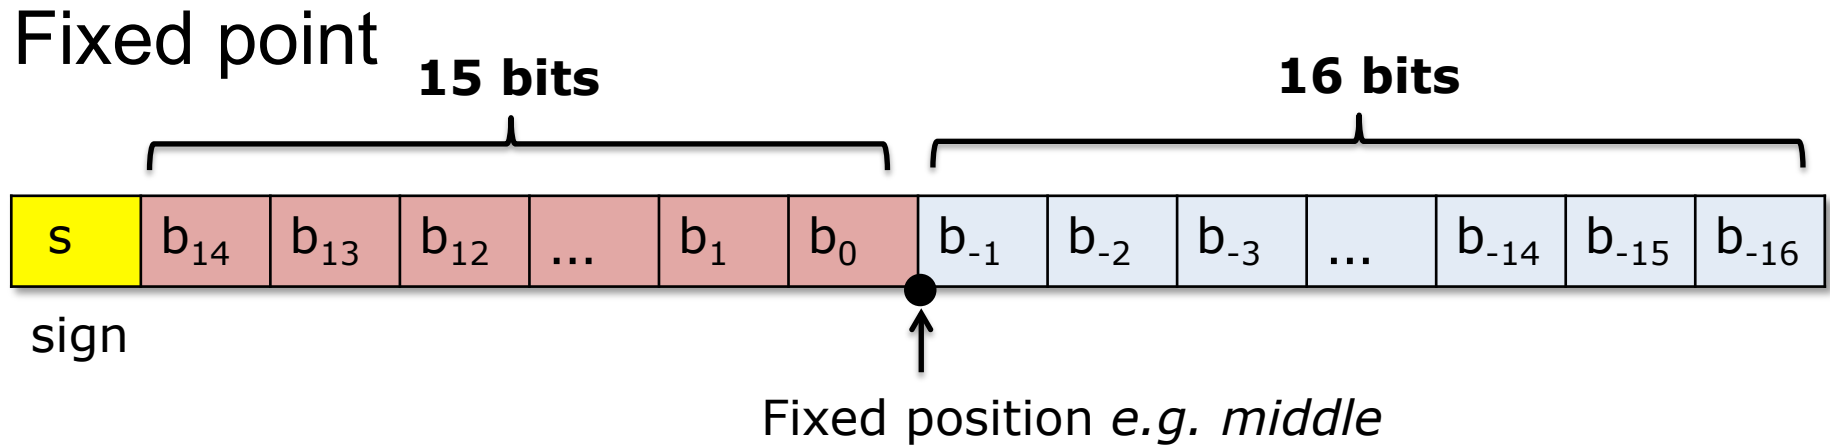 Fixed point
15 bits
16 bits
s b₁₄ b₁₃ b₁₂ ... b₁ b₀ b₋₁ b₋₂ b₋₃ ... b₋₁₄ b₋₁₅ b₋₁₆
sign
Fixed position e.g. middle